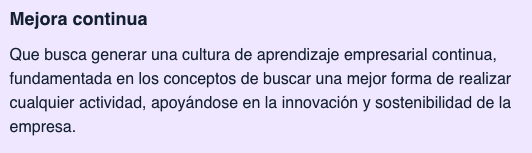 Mejora continua
Que busca generar una cultura de aprendizaje empresarial continua,
fundamentada en los conceptos de buscar una mejor forma de realizar
cualquier actividad, apoyándose en la innovación y sostenibilidad de la
empresa.